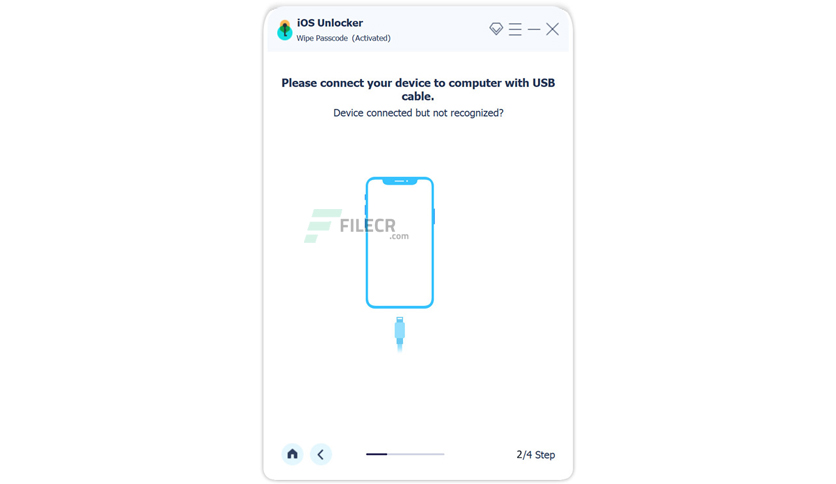 iOS Unlocker
Wipe Passcode (Activated)
Please connect your device to computer with USB
cable.
Device connected but not recognized?
FILECR
.com
2/4 Step